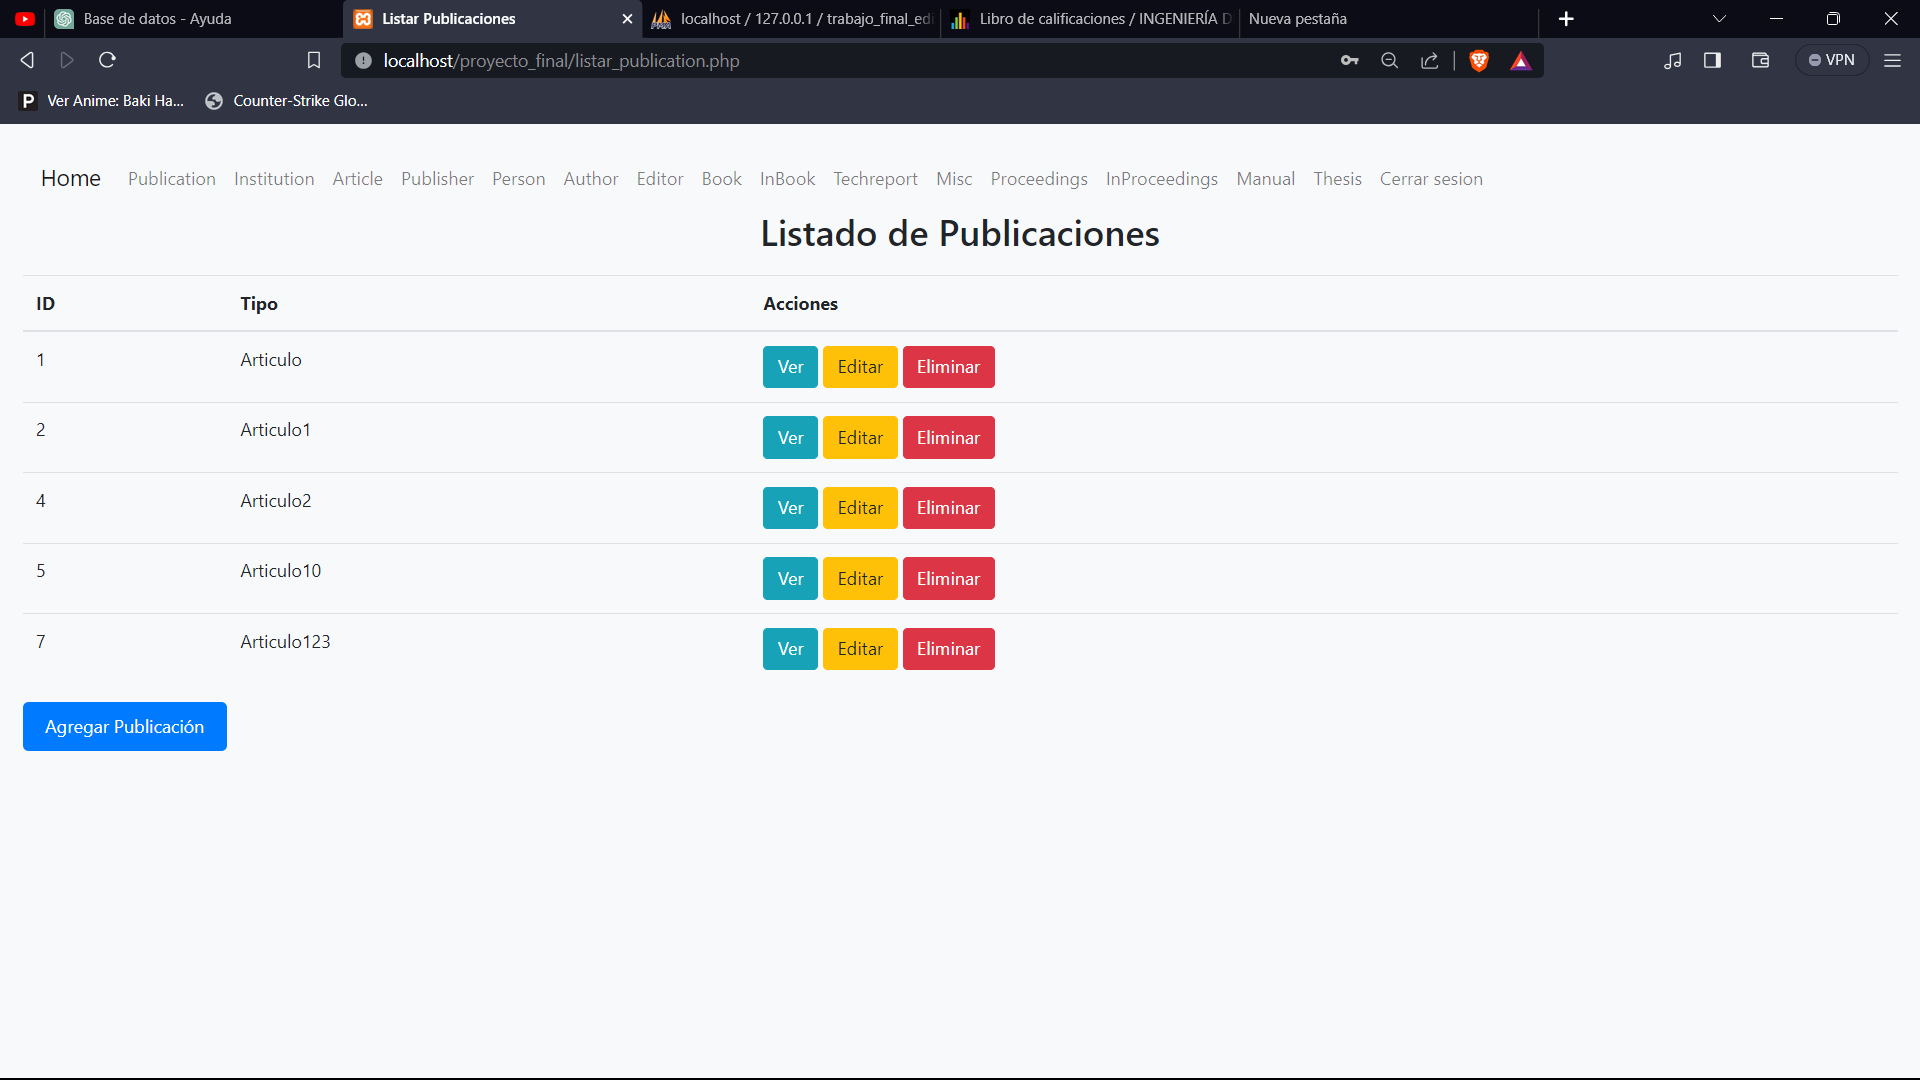 Base de datos - Ayuda
Listar Publicaciones
localhost / 127.0.0.1 / trabajo_final_edi
Libro de calificaciones / INGENIERÍA D
Nueva pestaña
localhost/proyecto_final/listar_publication.php
VPN
P Ver Anime: Baki Ha...
Counter-Strike Glo...
Home Publication Institution Article Publisher Person Author Editor Book InBook Techreport Misc Proceedings InProceedings Manual Thesis Cerrar sesion
Listado de Publicaciones
ID Tipo Acciones
1 Articulo Ver Editar Eliminar
2 Articulo1 Ver Editar Eliminar
4 Articulo2 Ver Editar Eliminar
5 Articulo10 Ver Editar Eliminar
7 Articulo123 Ver Editar Eliminar
Agregar Publicación